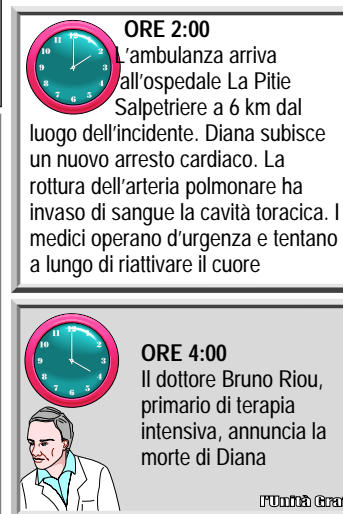 ORE 2:00
L'ambulanza arriva
all'ospedale La Pitie
Salpetriere a 6 km dal
luogo dell'incidente. Diana subisce
un nuovo arresto cardiaco. La
rottura dell'arteria polmonare ha
invaso di sangue la cavità toracica. I
medici operano d'urgenza e tentano
a lungo di riattivare il cuore
ORE 4:00
Il dottore Bruno Riou,
primario di terapia
intensiva, annuncia la
morte di Diana
l'Unità